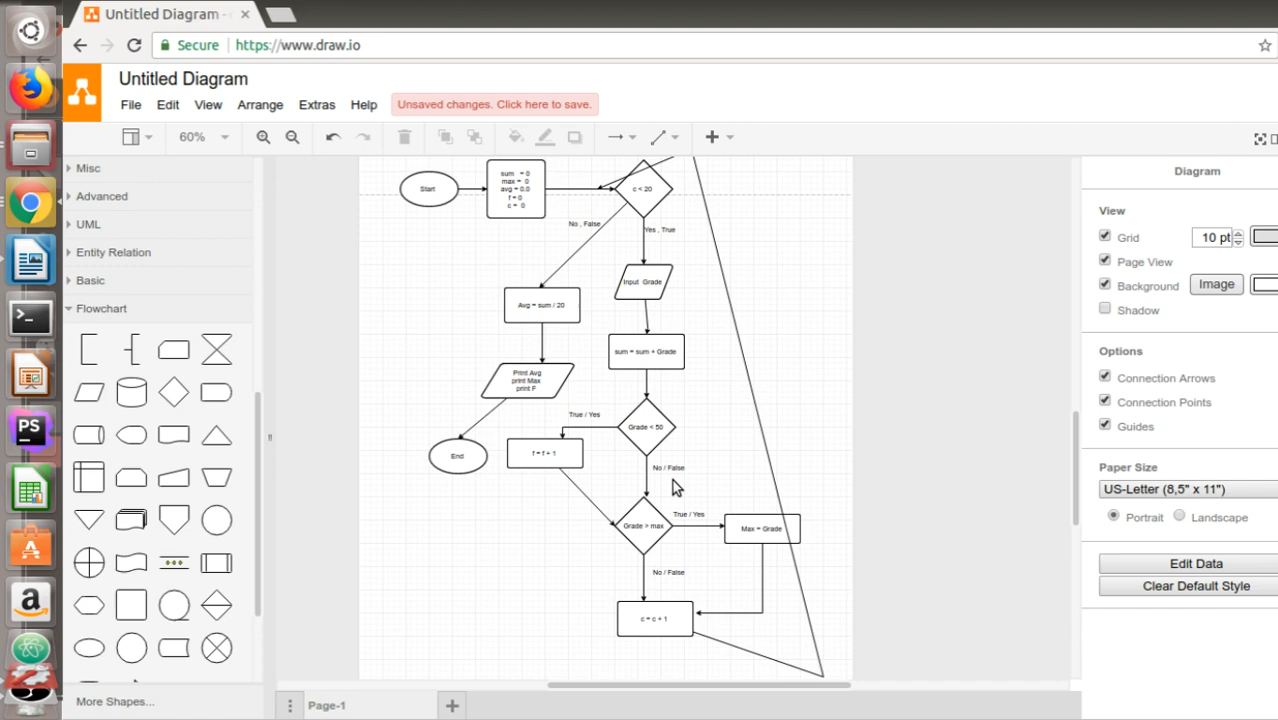 Untitled Diagram -
Secure https://www.draw.io
Untitled Diagram
File Edit View Arrange Extras Help Unsaved changes. Click here to save.
60%
Misc
Advanced
UML
Entity Relation
Basic
Flowchart
More Shapes...
Start
sum = 0
max = 0
avg = 0.0
f = 0
c = 0
c < 20
No , False
Yes , True
Input Grade
Avg = sum / 20
sum = sum + Grade
Print Avg
print Max
print F
True / Yes
Grade < 50
End
f = f + 1
No / False
True / Yes
Grade > max
Max = Grade
No / False
c = c + 1
Page-1
Diagram
View
Grid 10 pt
Page View
Background Image
Shadow
Options
Connection Arrows
Connection Points
Guides
Paper Size
US-Letter (8,5" x 11")
Portrait Landscape
Edit Data
Clear Default Style
PS
a